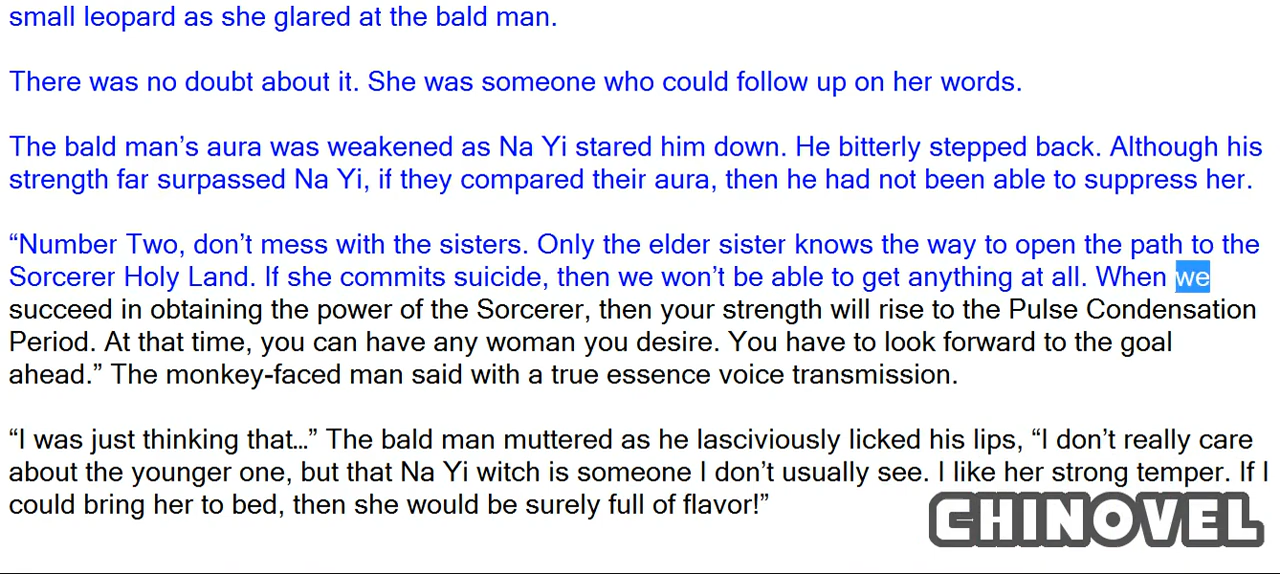 small leopard as she glared at the bald man.
There was no doubt about it. She was someone who could follow up on her words.
The bald man’s aura was weakened as Na Yi stared him down. He bitterly stepped back. Although his
strength far surpassed Na Yi, if they compared their aura, then he had not been able to suppress her.
“Number Two, don’t mess with the sisters. Only the elder sister knows the way to open the path to the
Sorcerer Holy Land. If she commits suicide, then we won’t be able to get anything at all. When we
succeed in obtaining the power of the Sorcerer, then your strength will rise to the Pulse Condensation
Period. At that time, you can have any woman you desire. You have to look forward to the goal
ahead.” The monkey-faced man said with a true essence voice transmission.
“I was just thinking that…” The bald man muttered as he lasciviously licked his lips, “I don’t really care
about the younger one, but that Na Yi witch is someone I don’t usually see. I like her strong temper. If I
could bring her to bed, then she would be surely full of flavor!”
CHINOVEL